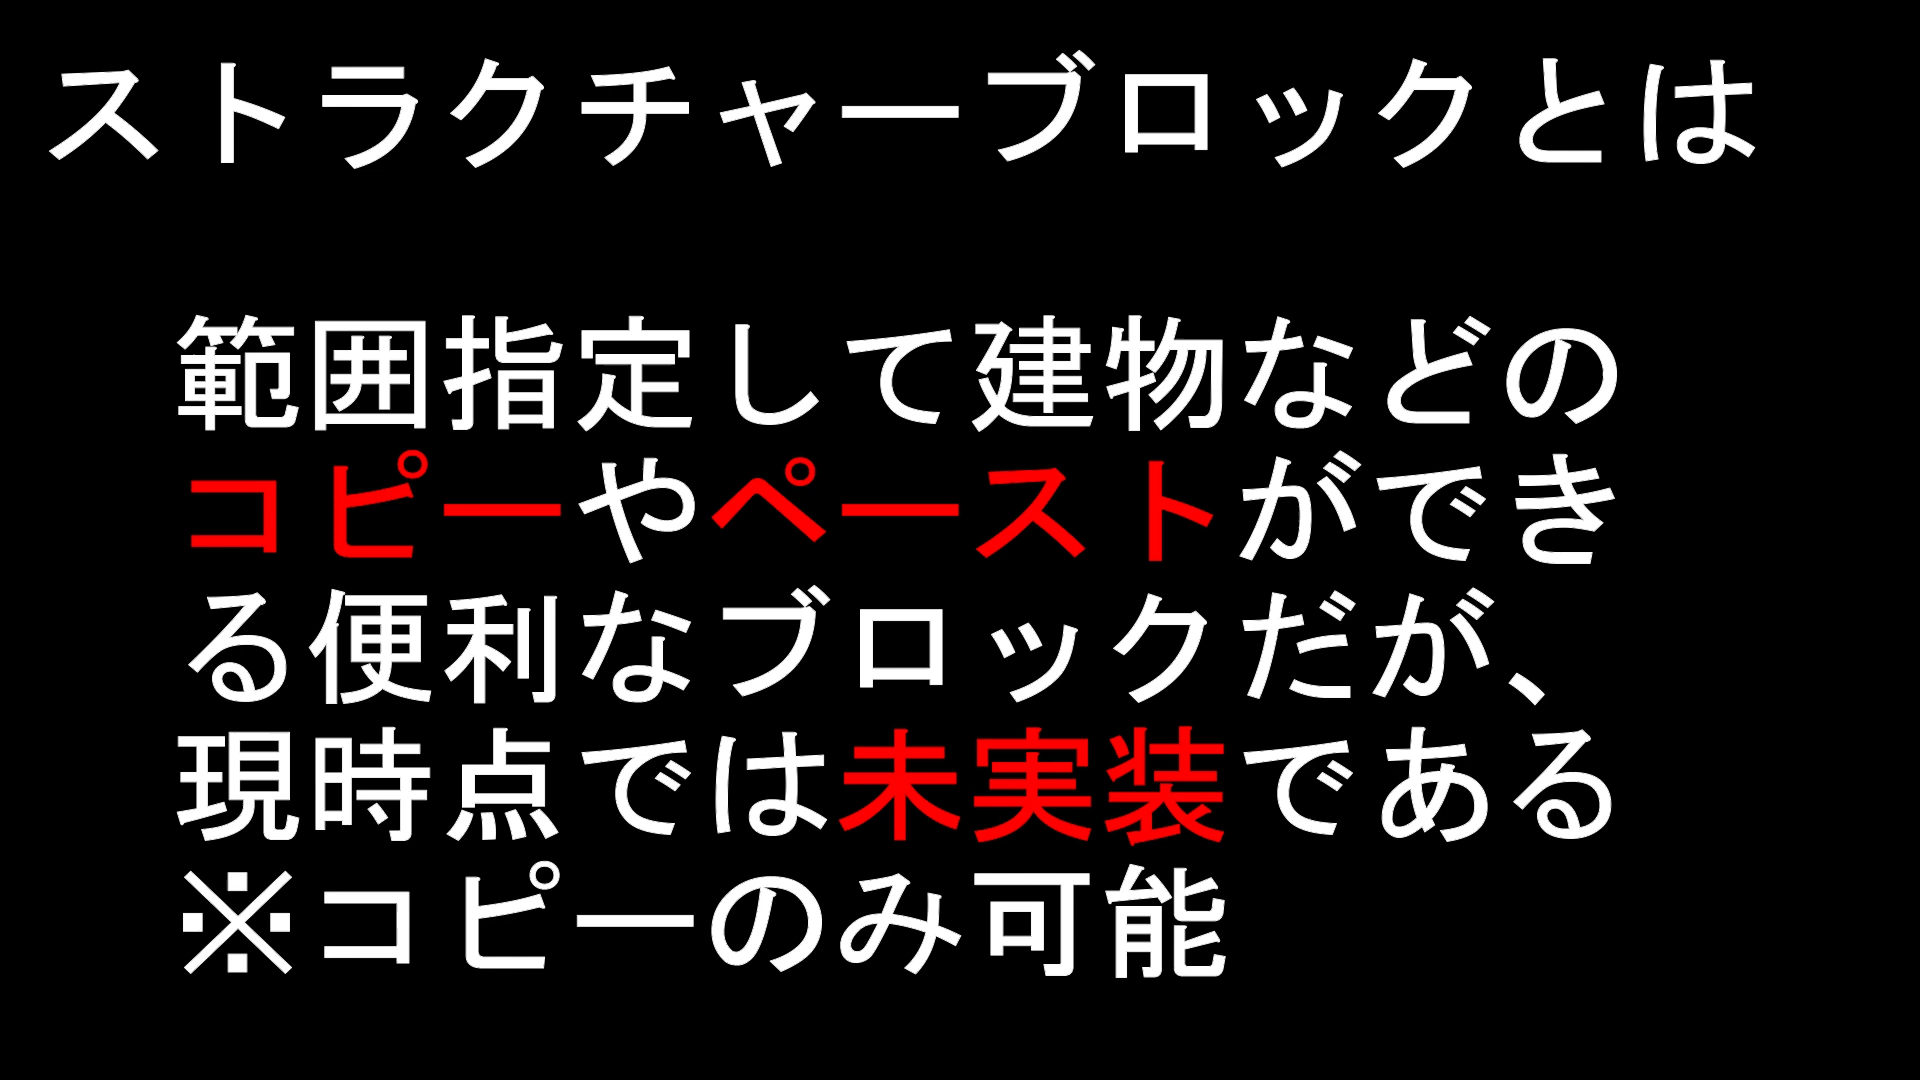 ストラクチャーブロックとは
範囲指定して建物などの
コピーやペーストができ
る便利なブロックだが、
現時点では未実装である
※コピーのみ可能